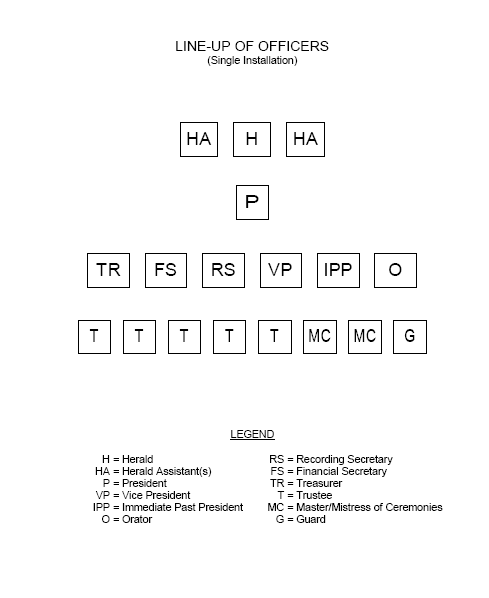 LINE-UP OF OFFICERS
(Single Installation)
HA H HA
P
TR FS RS VP IPP O
T T T T T MC MC G
LEGEND
H = Herald
HA = Herald Assistant(s)
P = President
VP = Vice President
IPP = Immediate Past President
O = Orator
RS = Recording Secretary
FS = Financial Secretary
TR = Treasurer
T = Trustee
MC = Master/Mistress of Ceremonies
G = Guard